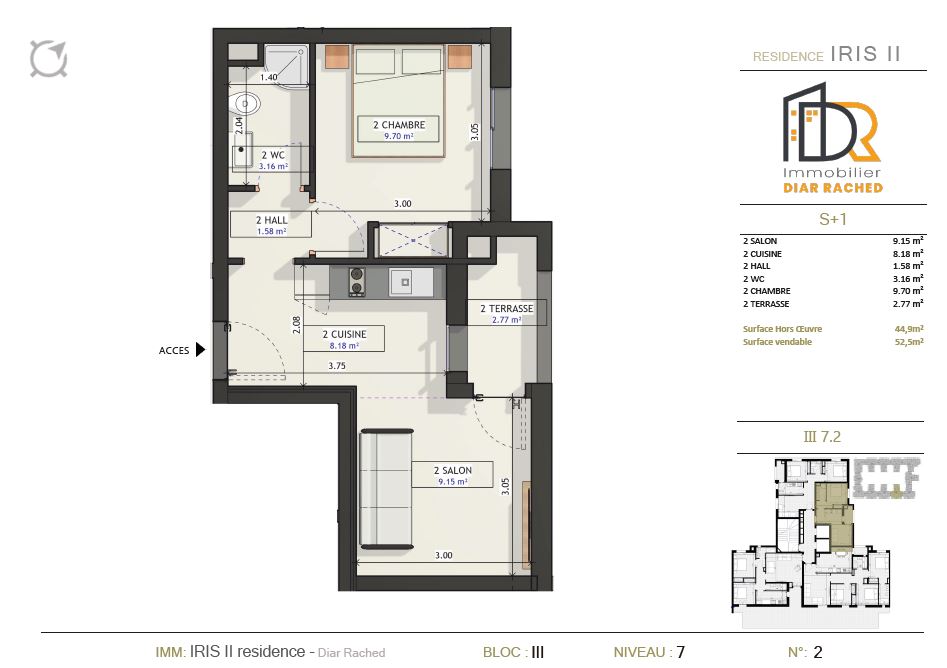 RESIDENCE IRIS II
DR
Immobilier
DIAR RACHED
S+1
2 SALON 9.15 m²
2 CUISINE 8.18 m²
2 HALL 1.58 m²
2 WC 3.16 m²
2 CHAMBRE 9.70 m²
2 TERRASSE 2.77 m²
Surface Hors Œuvre 44,9m²
Surface vendable 52,5m²
III 7.2
1.40
2.04
2 WC
3.16 m²
2 CHAMBRE
9.70 m²
3.05
3.00
2 HALL
1.58 m²
2 TERRASSE
2.77 m²
2.08
2 CUISINE
8.18 m²
3.75
ACCES
2 SALON
9.15 m²
3.05
3.00
IMM: IRIS II residence - Diar Rached BLOC : III NIVEAU : 7 N°: 2